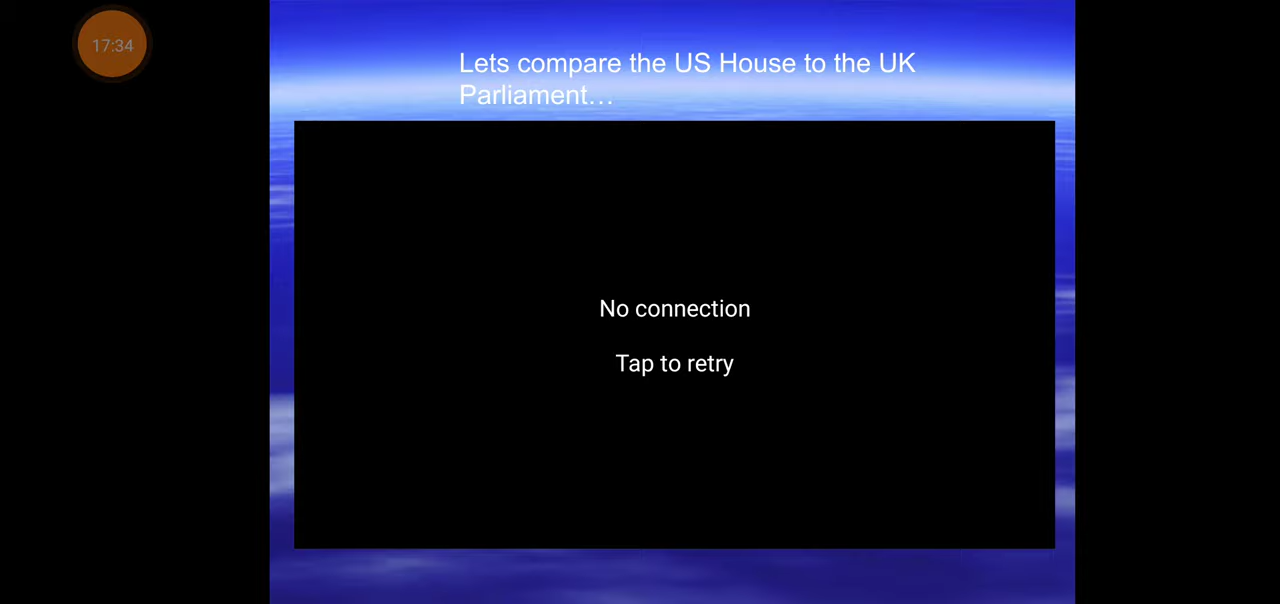 17:34
Lets compare the US House to the UK
Parliament…
No connection
Tap to retry